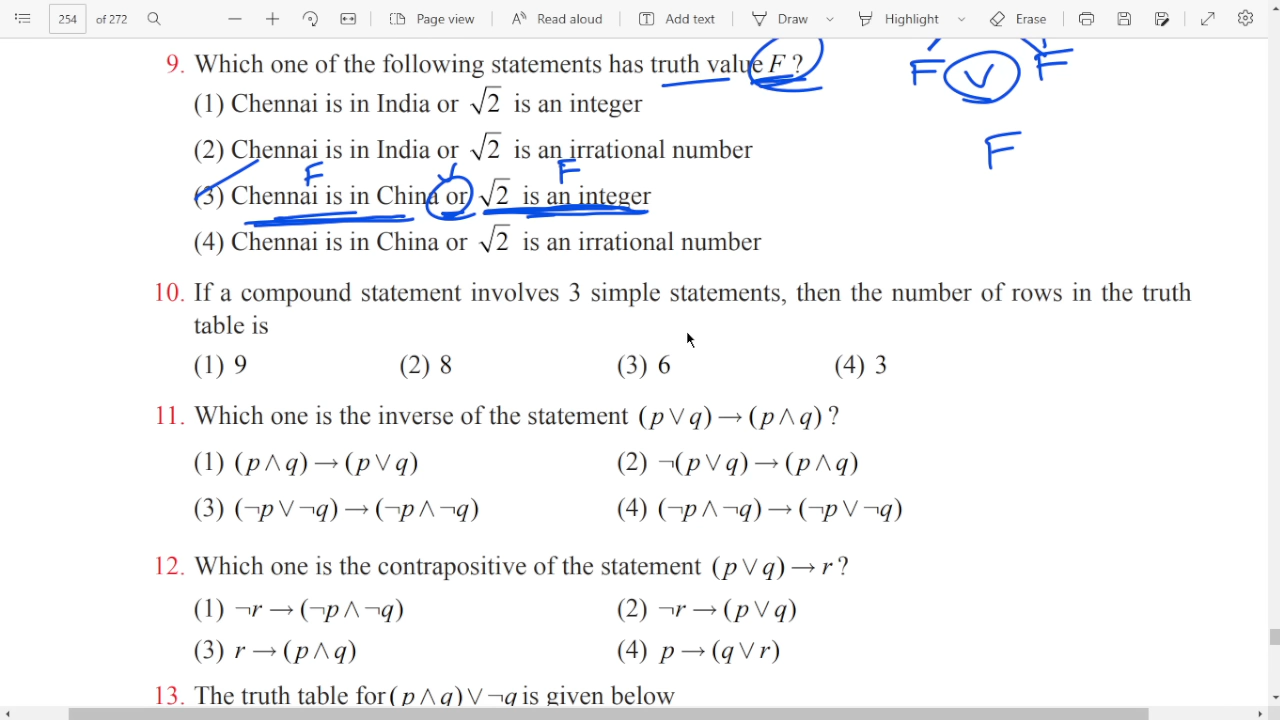 254 of 272 Page view Read aloud Add text Draw Highlight Erase
9. Which one of the following statements has truth value F ?
F V F
(1) Chennai is in India or √2 is an integer
(2) Chennai is in India or √2 is an irrational number
F
F V F
(3) Chennai is in China or √2 is an integer
(4) Chennai is in China or √2 is an irrational number
10. If a compound statement involves 3 simple statements, then the number of rows in the truth
table is
(1) 9 (2) 8 (3) 6 (4) 3
11. Which one is the inverse of the statement (p∨q)→(p∧q)?
(1) (p∧q)→(p∨q) (2) ¬(p∨q)→(p∧q)
(3) (¬p∨¬q)→(¬p∧¬q) (4) (¬p∧¬q)→(¬p∨¬q)
12. Which one is the contrapositive of the statement (p∨q)→r?
(1) ¬r→(¬p∧¬q) (2) ¬r→(p∨q)
(3) r→(p∧q) (4) p→(q∨r)
13. The truth table for (p∧q)∨¬q is given below